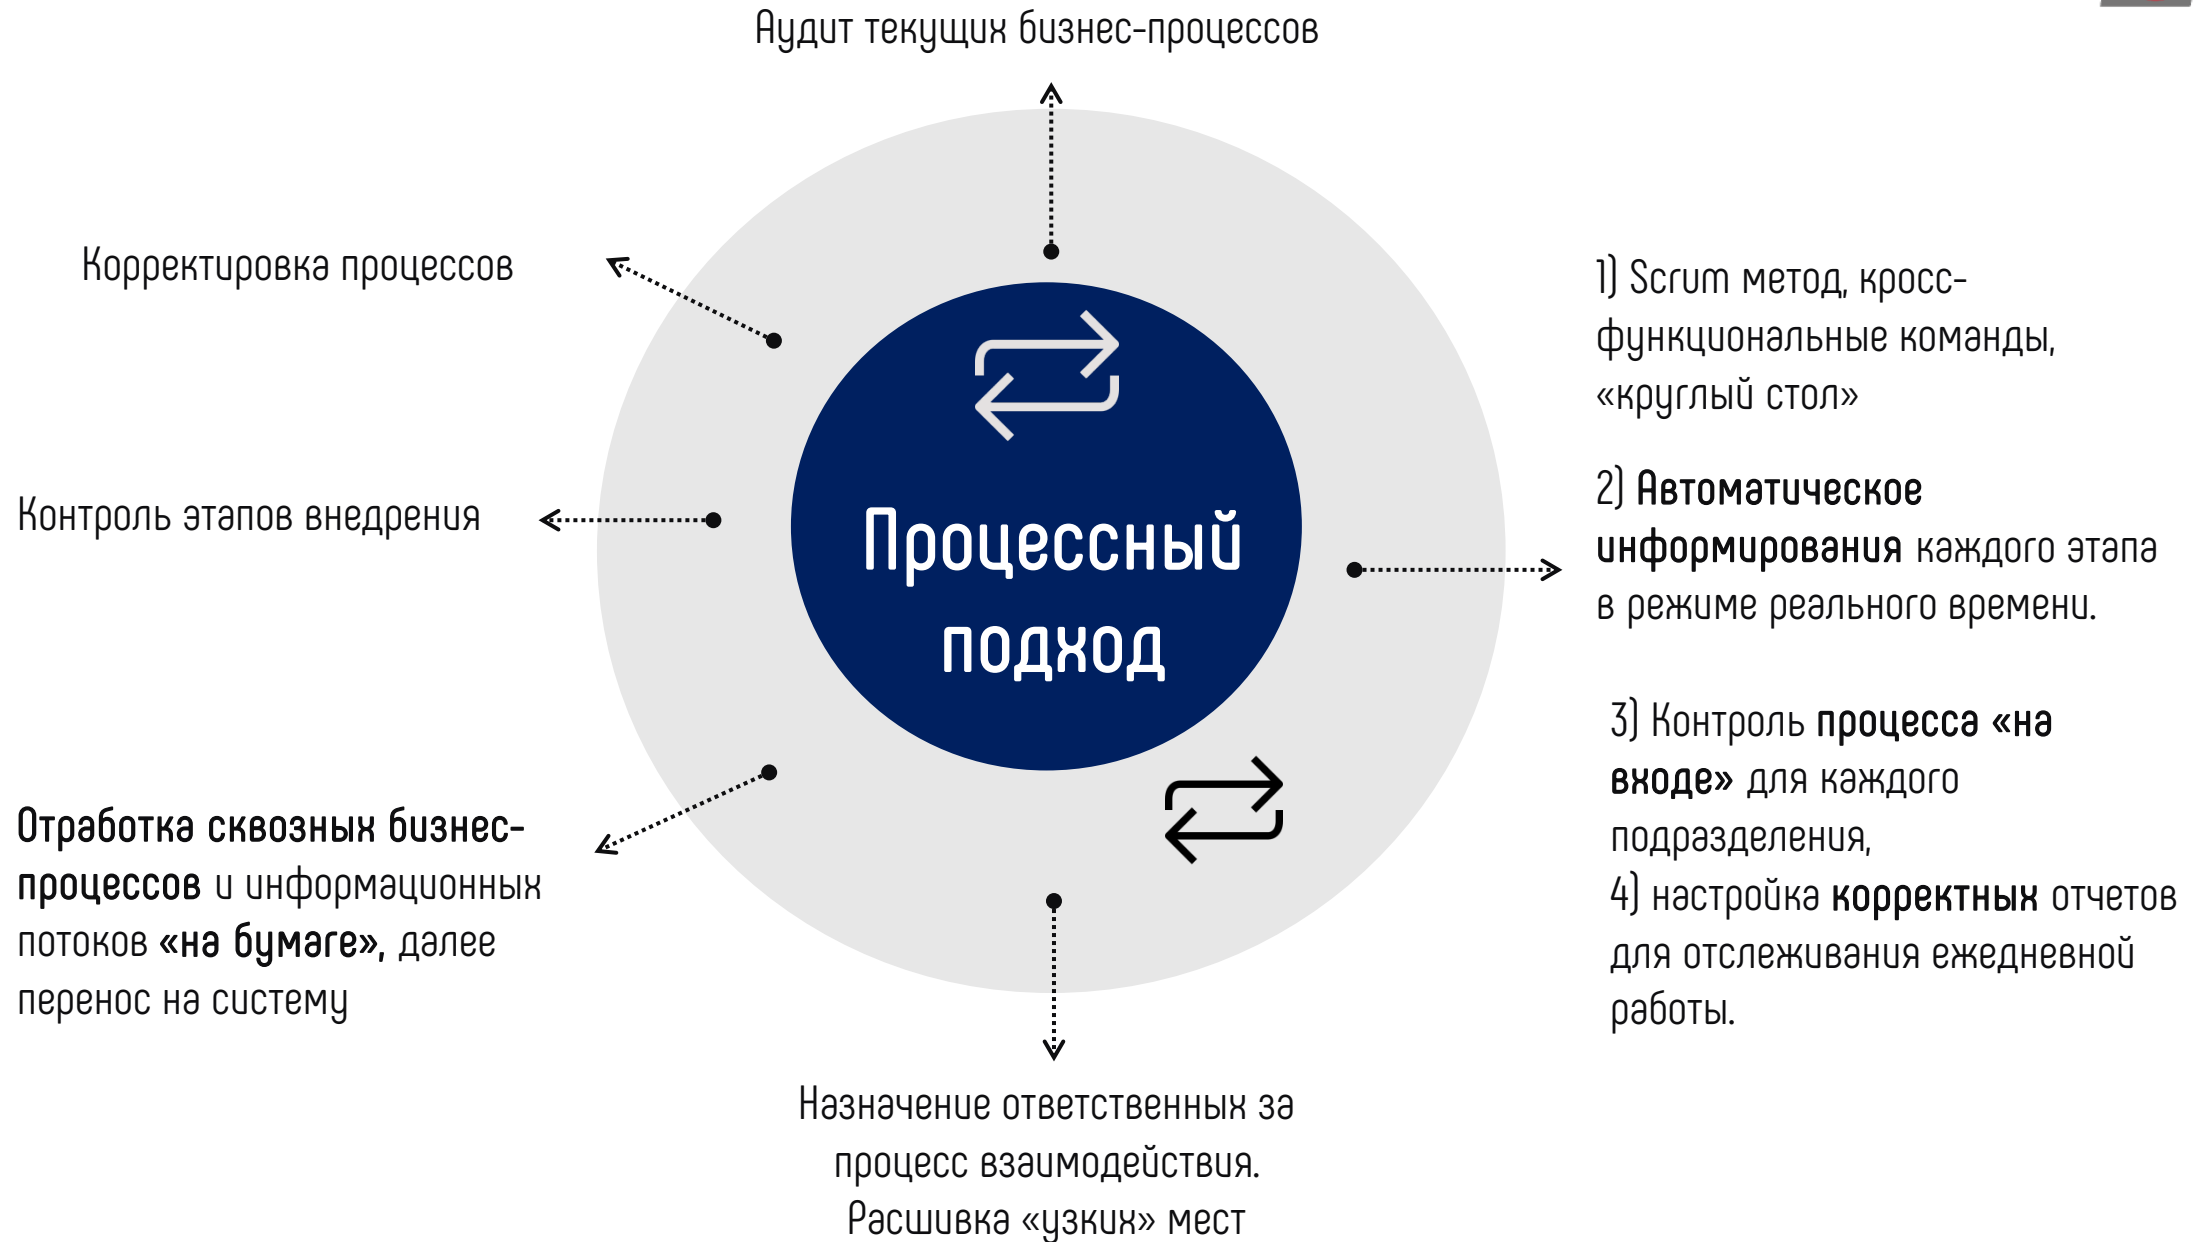 Аудит текущих бизнес-процессов
Корректировка процессов
Контроль этапов внедрения
Отработка сквозных бизнес-
процессов и информационных
потоков «на бумаге», далее
перенос на систему
Процессный
подход
1) Scrum метод, кросс-
функциональные команды,
«круглый стол»
2) Автоматическое
информирования каждого этапа
в режиме реального времени.
3) Контроль процесса «на
входе» для каждого
подразделения,
4) настройка корректных отчетов
для отслеживания ежедневной
работы.
Назначение ответственных за
процесс взаимодействия.
Расшивка «узких» мест